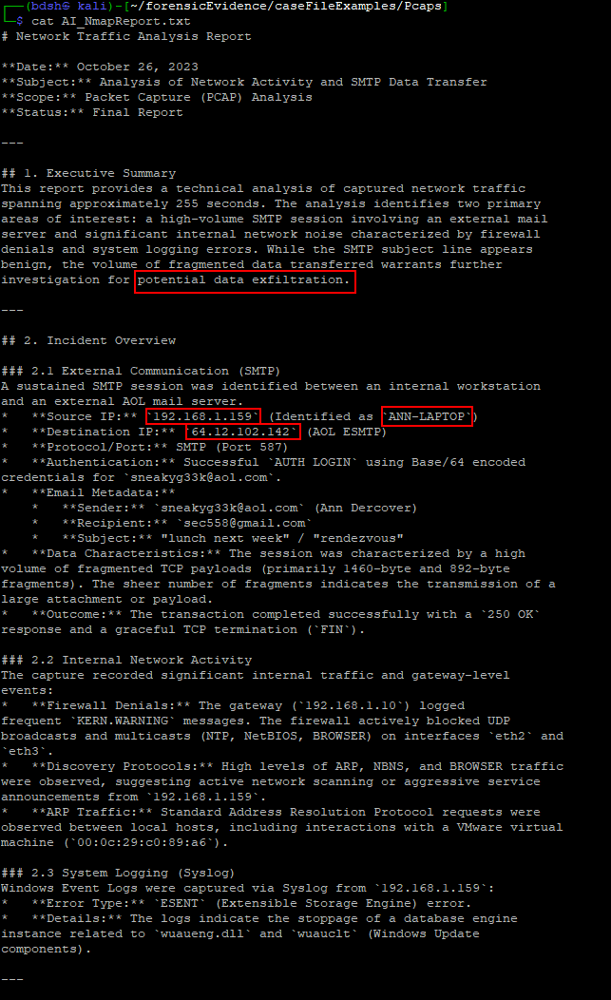 (bdsh㉿kali)-[~/forensicEvidence/caseFileExamples/Pcaps]
$ cat AI_NmapReport.txt
# Network Traffic Analysis Report
**Date:** October 26, 2023
**Subject:** Analysis of Network Activity and SMTP Data Transfer
**Scope:** Packet Capture (PCAP) Analysis
**Status:** Final Report
---
## 1. Executive Summary
This report provides a technical analysis of captured network traffic
spanning approximately 255 seconds. The analysis identifies two primary
areas of interest: a high-volume SMTP session involving an external mail
server and significant internal network noise characterized by firewall
denials and system logging errors. While the SMTP subject line appears
benign, the volume of fragmented data transferred warrants further
investigation for potential data exfiltration.
---
## 2. Incident Overview
### 2.1 External Communication (SMTP)
A sustained SMTP session was identified between an internal workstation
and an external AOL mail server.
*   **Source IP:** `192.168.1.159` (Identified as `ANN-LAPTOP`)
*   **Destination IP:** `64.12.102.142` (AOL ESMTP)
*   **Protocol/Port:** SMTP (Port 587)
*   **Authentication:** Successful `AUTH LOGIN` using Base/64 encoded
credentials for `sneakyg33k@aol.com`.
*   **Email Metadata:**
    *   **Sender:** `sneakyg33k@aol.com` (Ann Dercover)
    *   **Recipient:** `sec558@gmail.com`
    *   **Subject:** "lunch next week" / "rendezvous"
*   **Data Characteristics:** The session was characterized by a high
volume of fragmented TCP payloads (primarily 1460-byte and 892-byte
fragments). The sheer number of fragments indicates the transmission of a
large attachment or payload.
*   **Outcome:** The transaction completed successfully with a `250 OK`
response and a graceful TCP termination (`FIN`).
### 2.2 Internal Network Activity
The capture recorded significant internal traffic and gateway-level
events:
*   **Firewall Denials:** The gateway (`192.168.1.10`) logged
frequent `KERN.WARNING` messages. The firewall actively blocked UDP
broadcasts and multicasts (NTP, NetBIOS, BROWSER) on interfaces `eth2` and
`eth3`.
*   **Discovery Protocols:** High levels of ARP, NBNS, and BROWSER traffic
were observed, suggesting active network scanning or aggressive service
announcements from `192.168.1.159`.
*   **ARP Traffic:** Standard Address Resolution Protocol requests were
observed between local hosts, including interactions with a VMware virtual
machine (`00:0c:29:c0:89:a6`).
### 2.3 System Logging (Syslog)
Windows Event Logs were captured via Syslog from `192.168.1.159`:
*   **Error Type:** `ESENT` (Extensible Storage Engine) error.
*   **Details:** The logs indicate the stoppage of a database engine
instance related to `wuaueng.dll` and `wuauclt` (Windows Update
components).
---